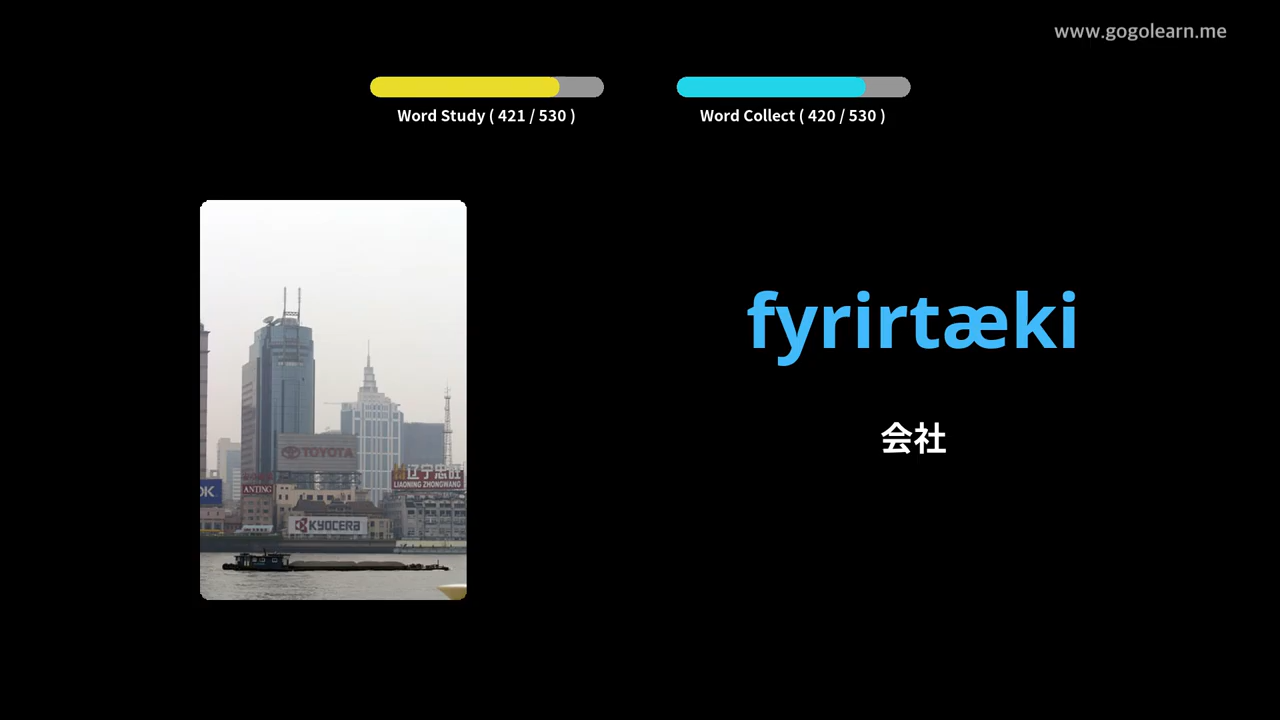 www.gogolearn.me
Word Study ( 421 / 530 )
Word Collect ( 420 / 530 )
fyrirtæki
会社
TOYOTA
辽宁忠旺
LIAONING ZHONGWANG
OK
ANTING
KYOCERA